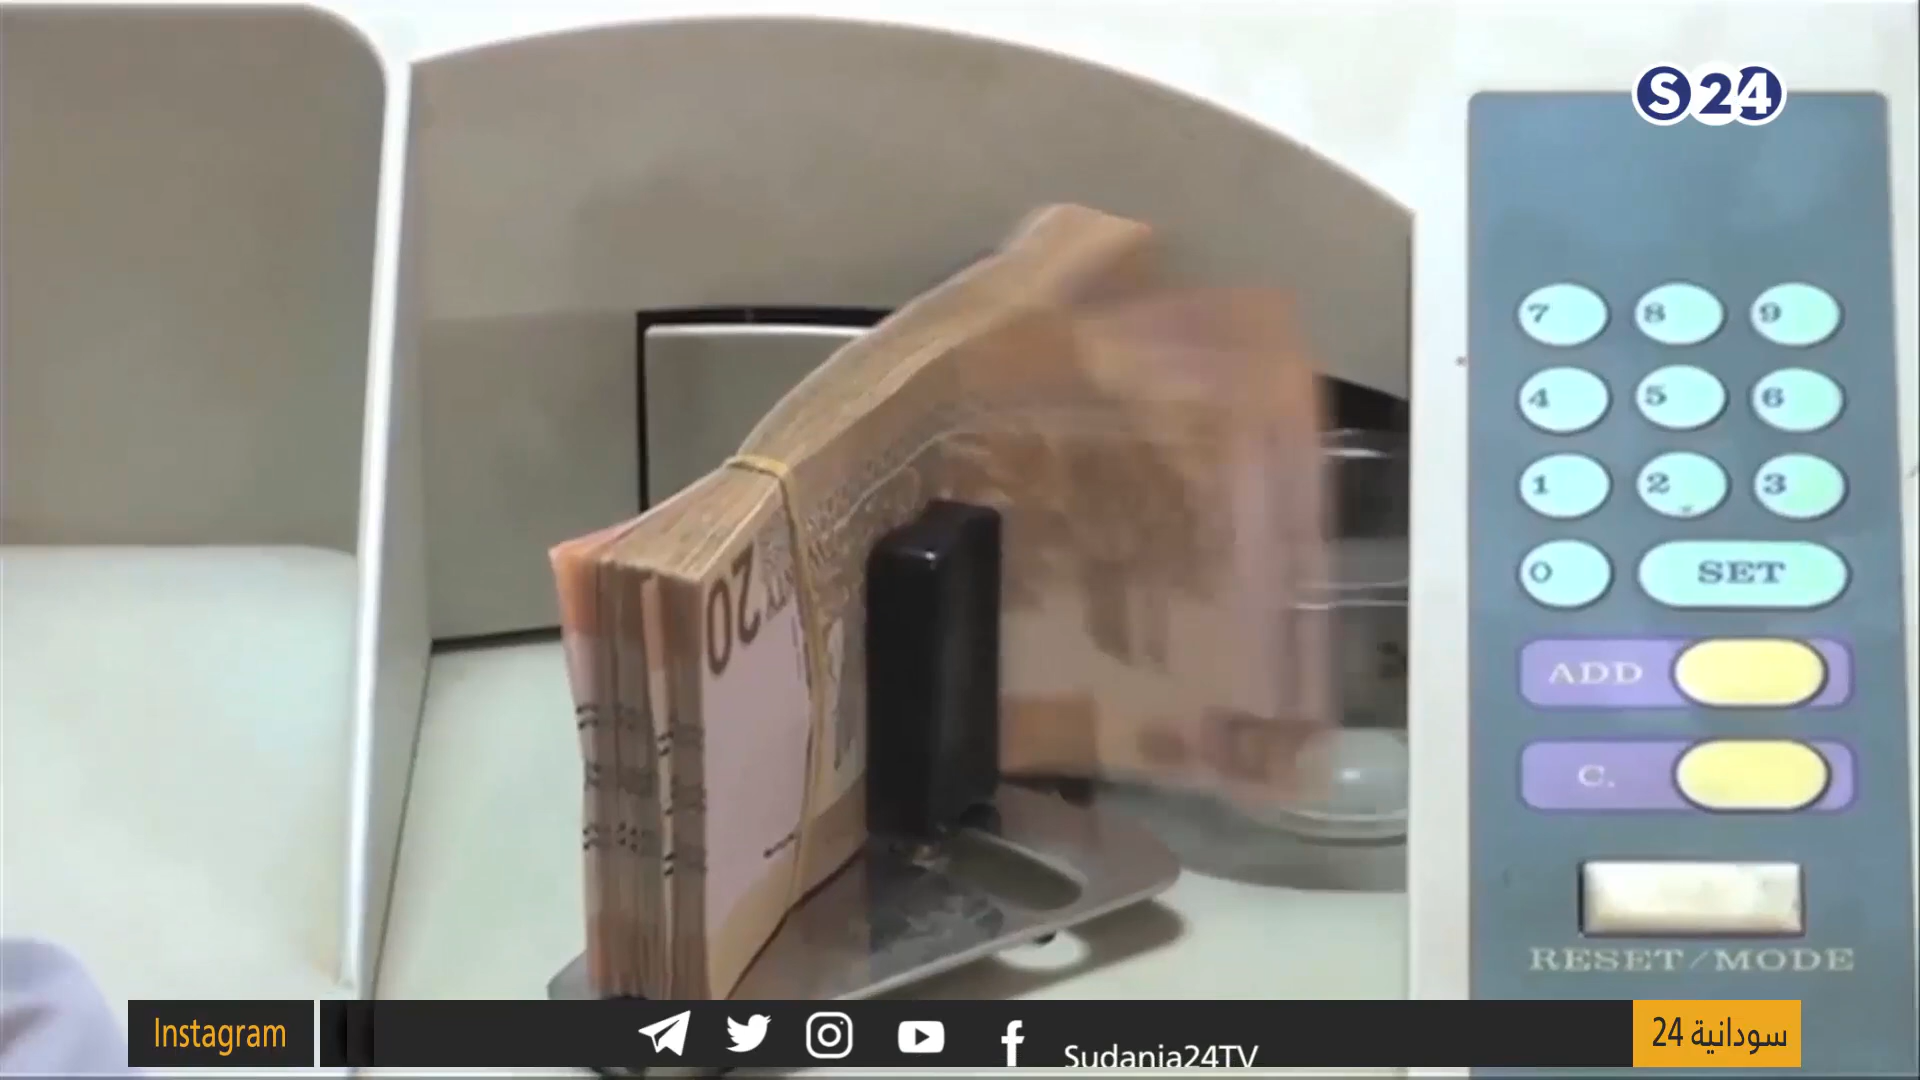 S24
7 8 9
4 5 6
1 2 3
0 SET
ADD
C.
RESET/MODE
20
Instagram
Sudania24TV
سودانية 24